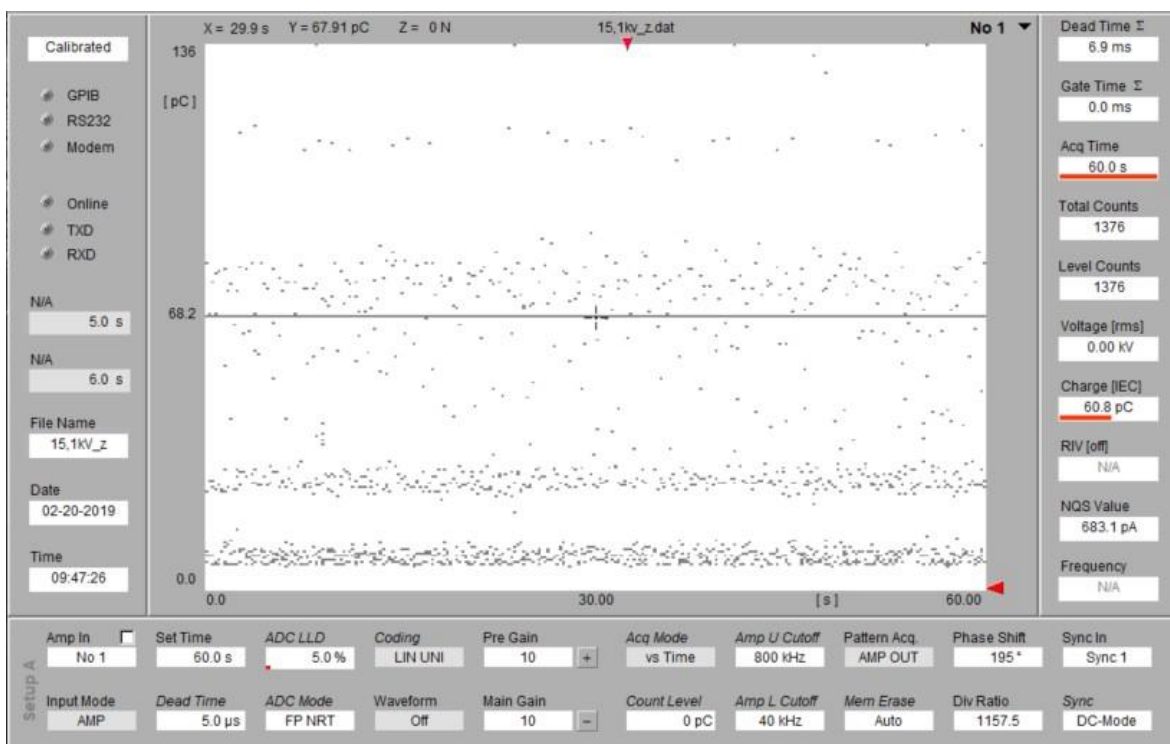 X = 29.9 s Y = 67.91 pC Z = 0 N 15,1kv_z.dat No 1
Calibrated
GPIB
RS232
Modem
Online
TXD
RXD
N/A
5.0 s
N/A
6.0 s
File Name
15,1kV_z
Date
02-20-2019
Time
09:47:26
136
[pC]
68.2
0.0
0.0 30.00 [s] 60.00
Dead Time Σ
6.9 ms
Gate Time Σ
0.0 ms
Acq Time
60.0 s
Total Counts
1376
Level Counts
1376
Voltage [rms]
0.00 kV
Charge [IEC]
60.8 pC
RIV [off]
N/A
NQS Value
683.1 pA
Frequency
N/A
Setup A
Amp In Set Time ADC LLD Coding Pre Gain Acq Mode Amp U Cutoff Pattern Acq. Phase Shift Sync In
No 1 60.0 s 5.0 % LIN UNI 10 + vs Time 800 kHz AMP OUT 195 ° Sync 1
Input Mode Dead Time ADC Mode Waveform Main Gain Count Level Amp L Cutoff Mem Erase Div Ratio Sync
AMP 5.0 µs FP NRT Off 10 − 0 pC 40 kHz Auto 1157.5 DC-Mode